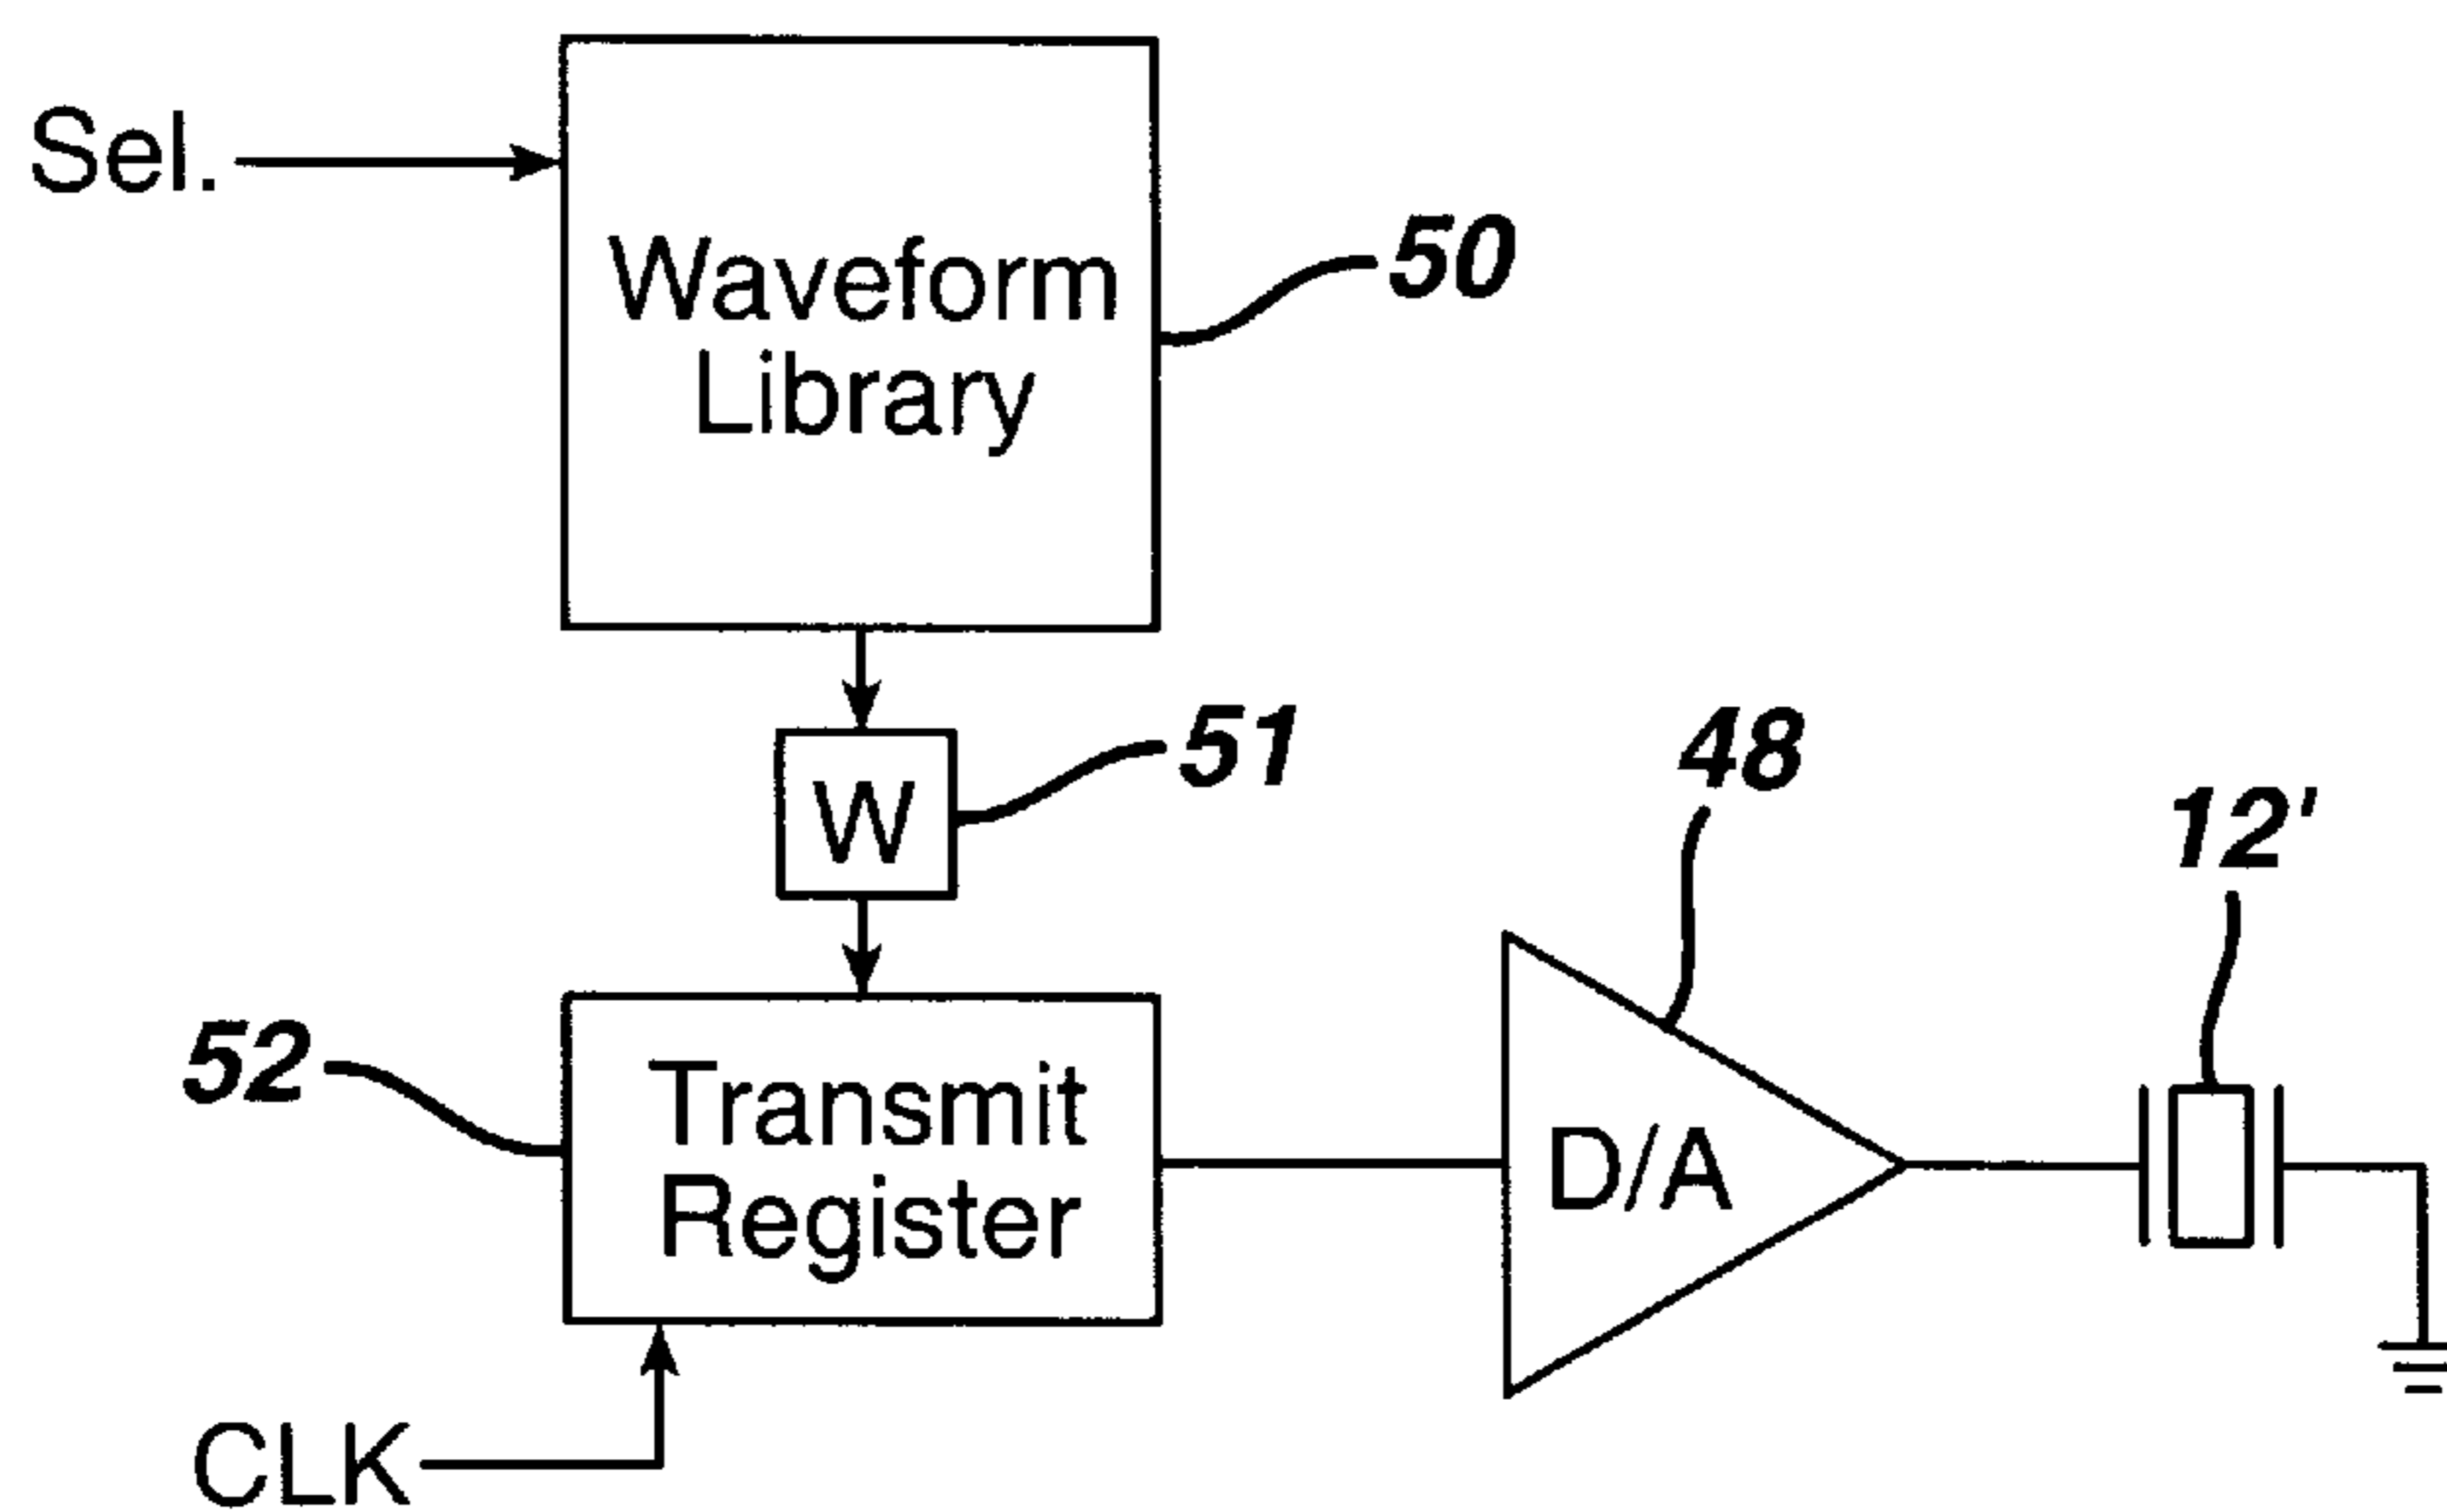 Sel.
Waveform
Library
50
W
51
48
12'
52
Transmit
Register
D/A
CLK